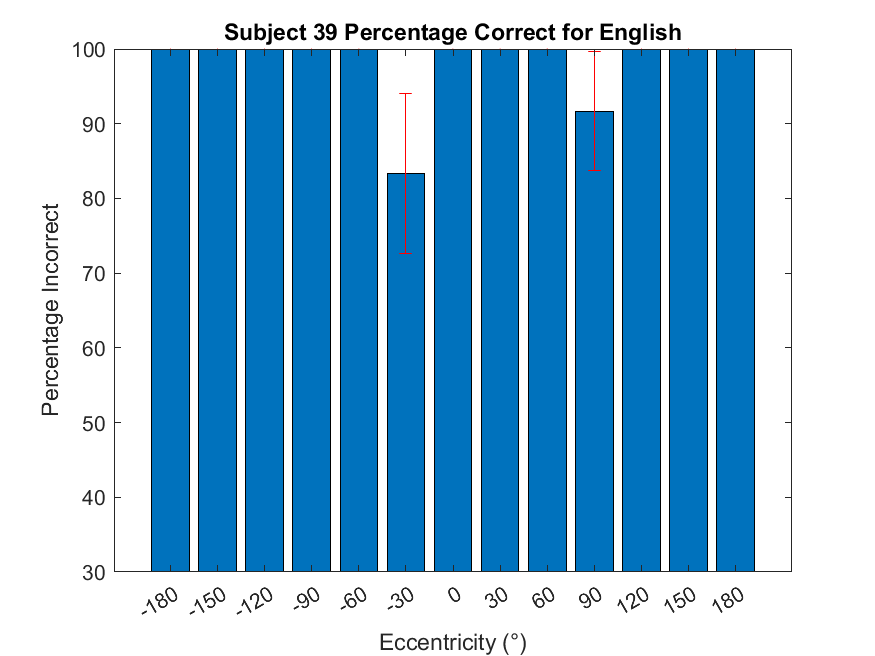 Subject 39 Percentage Correct for English
100
90
80
70
60
50
40
30
Percentage Incorrect
-180 -150 -120 -90 -60 -30 0 30 60 90 120 150 180
Eccentricity (°)